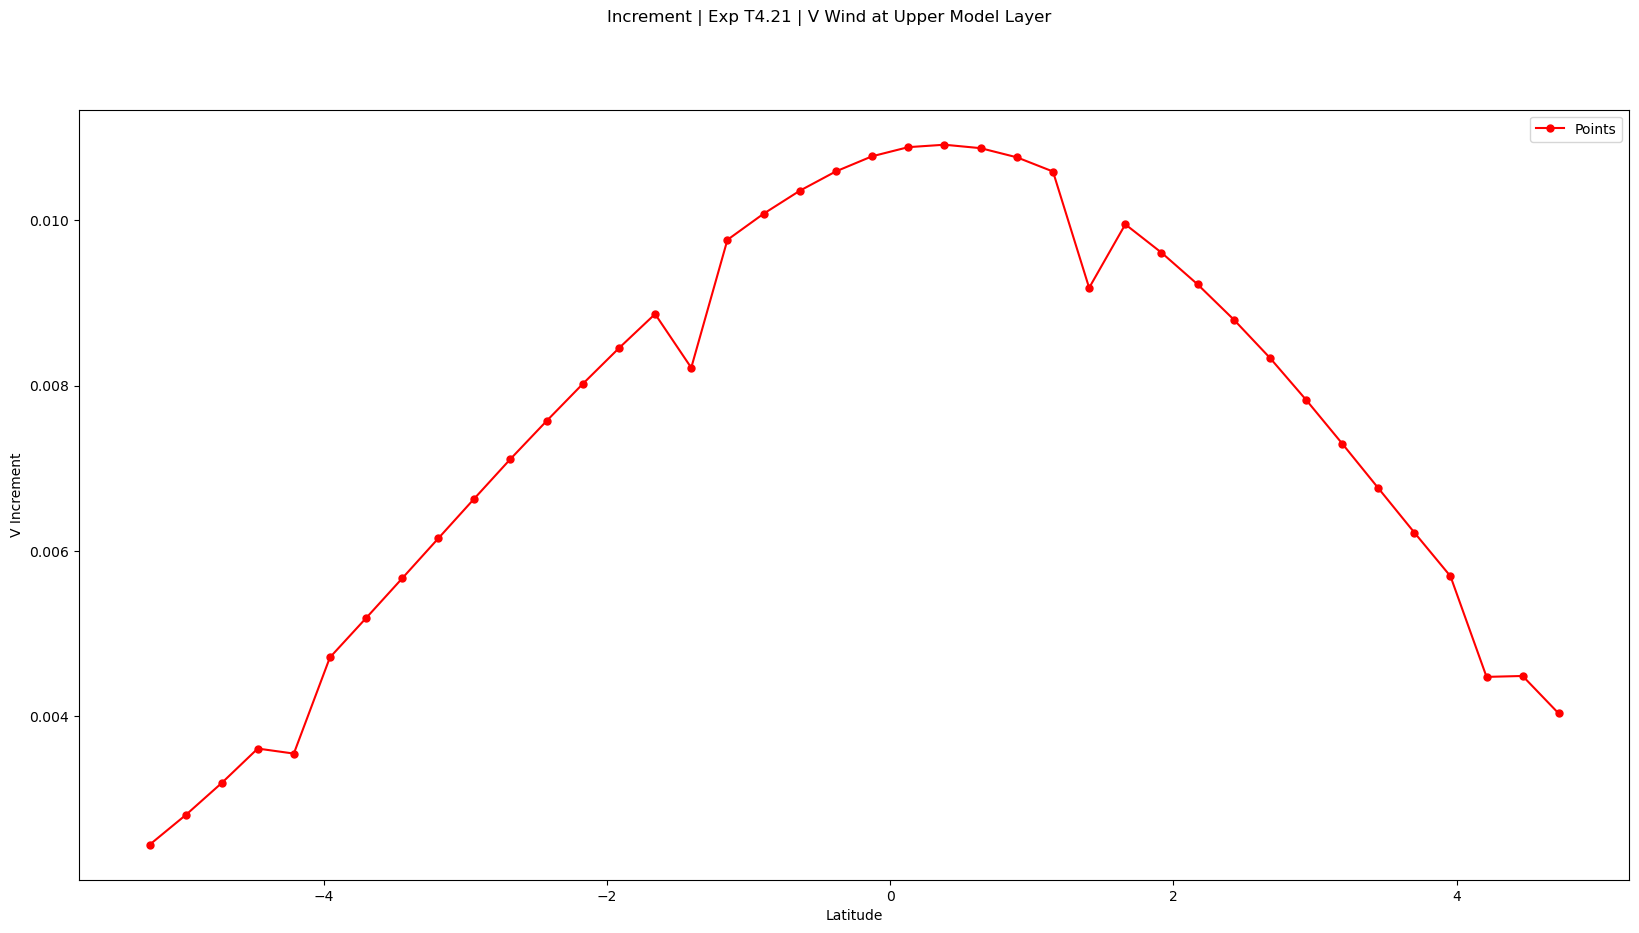 Increment | Exp T4.21 | V Wind at Upper Model Layer
Points
V Increment
0.010
0.008
0.006
0.004
−4
−2
0
2
4
Latitude